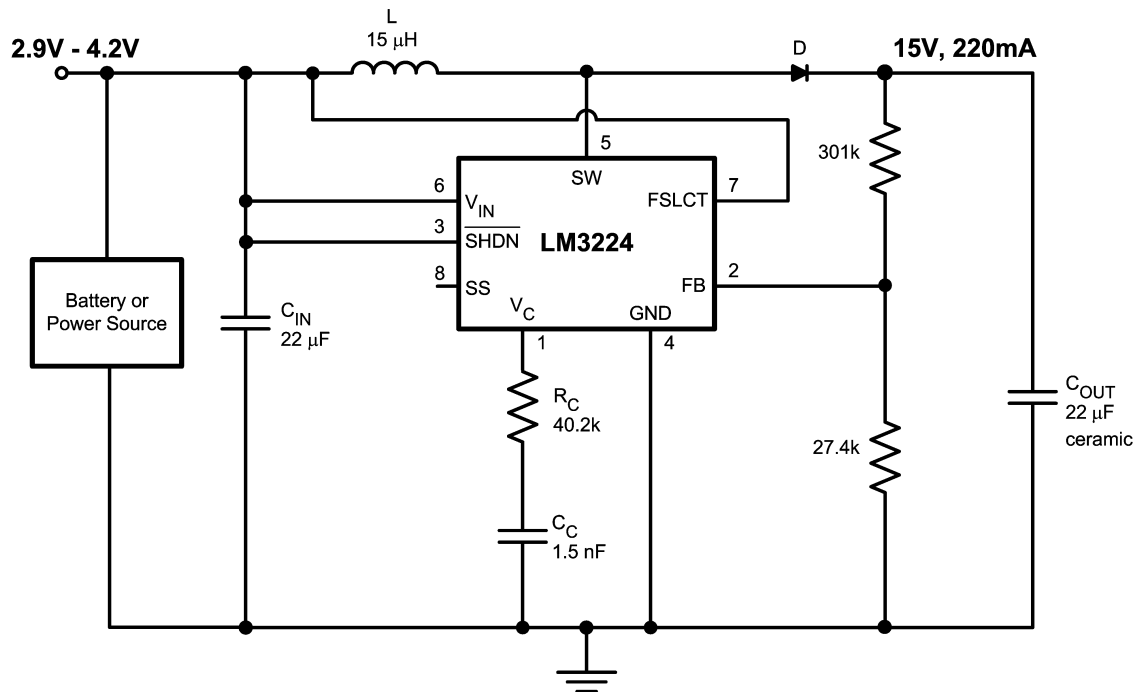 L
15 μH
2.9V - 4.2V
D
15V, 220mA
5
SW
301k
6
V_IN
FSLCT
7
3
SHDN
LM3224
8
SS
FB
2
V_C
GND
1
4
Battery or
Power Source
C_IN
22 μF
R_C
40.2k
C_OUT
22 μF
ceramic
27.4k
C_C
1.5 nF